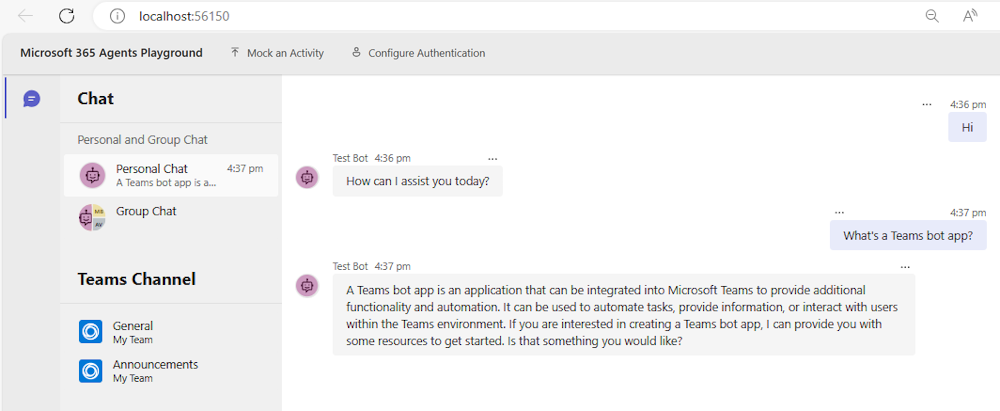 localhost:56150
Microsoft 365 Agents Playground
Mock an Activity
Configure Authentication
Chat
Personal and Group Chat
Personal Chat 4:37 pm
A Teams bot app is a...
Group Chat
Teams Channel
General
My Team
Announcements
My Team
... 4:36 pm
Hi
Test Bot 4:36 pm ...
How can I assist you today?
... 4:37 pm
What's a Teams bot app?
Test Bot 4:37 pm ...
A Teams bot app is an application that can be integrated into Microsoft Teams to provide additional
functionality and automation. It can be used to automate tasks, provide information, or interact with users
within the Teams environment. If you are interested in creating a Teams bot app, I can provide you with
some resources to get started. Is that something you would like?